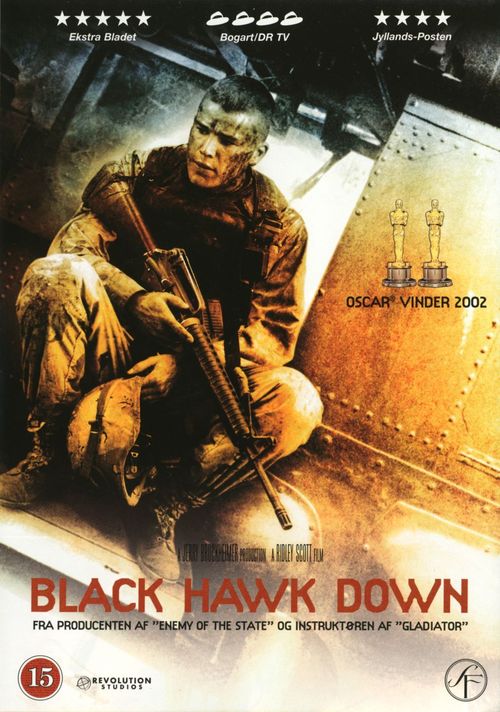 Ekstra Bladet
Bogart/DR TV
Jyllands-Posten
OSCAR® VINDER 2002
A JERRY BRUCKHEIMER PRODUCTION A RIDLEY SCOTT FILM
BLACK HAWK DOWN
FRA PRODUCENTEN AF "ENEMY OF THE STATE" OG INSTRUKTØREN AF "GLADIATOR"
15
REVOLUTION
STUDIOS
SF